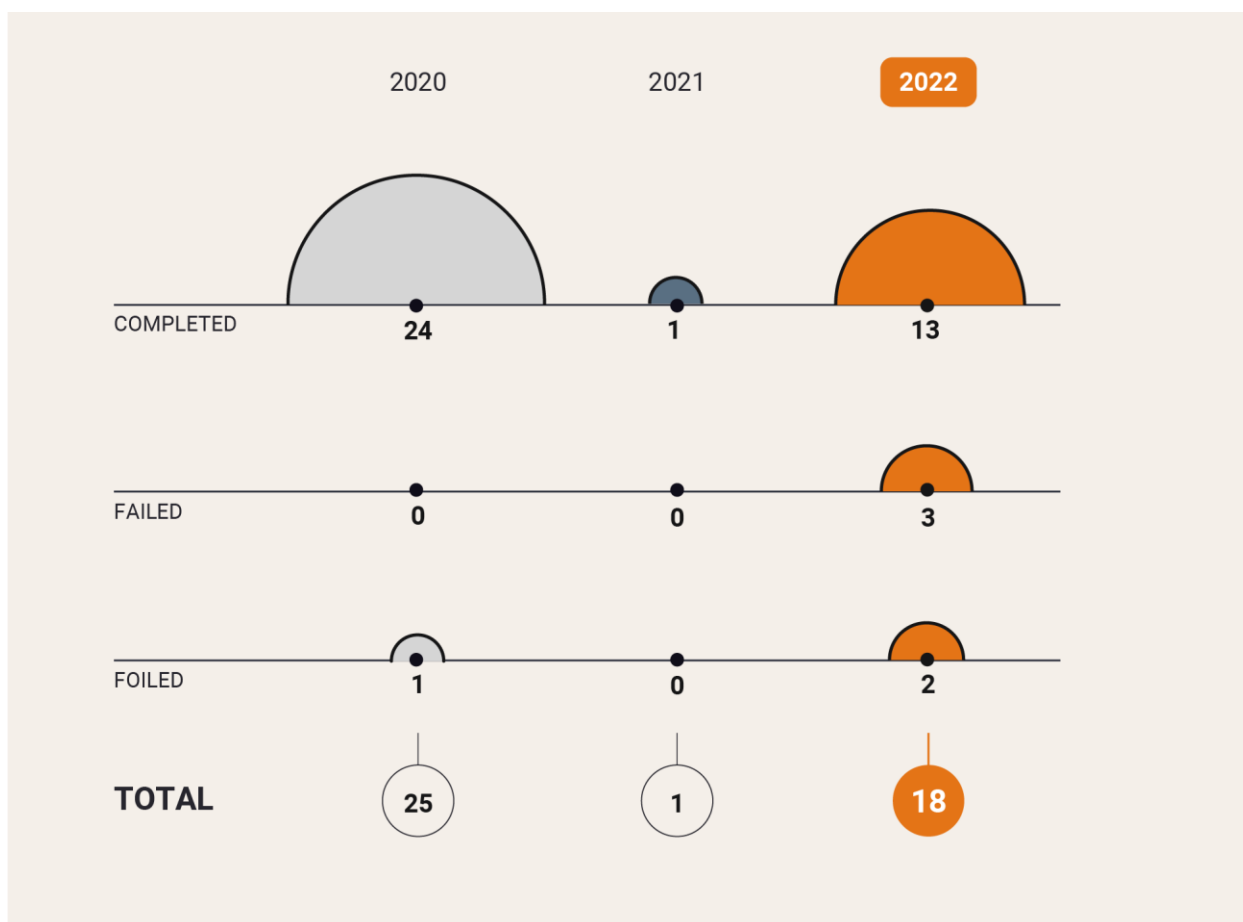 2020 2021 2022
COMPLETED
24 1 13
FAILED
0 0 3
FOILED
1 0 2
TOTAL 25 1 18